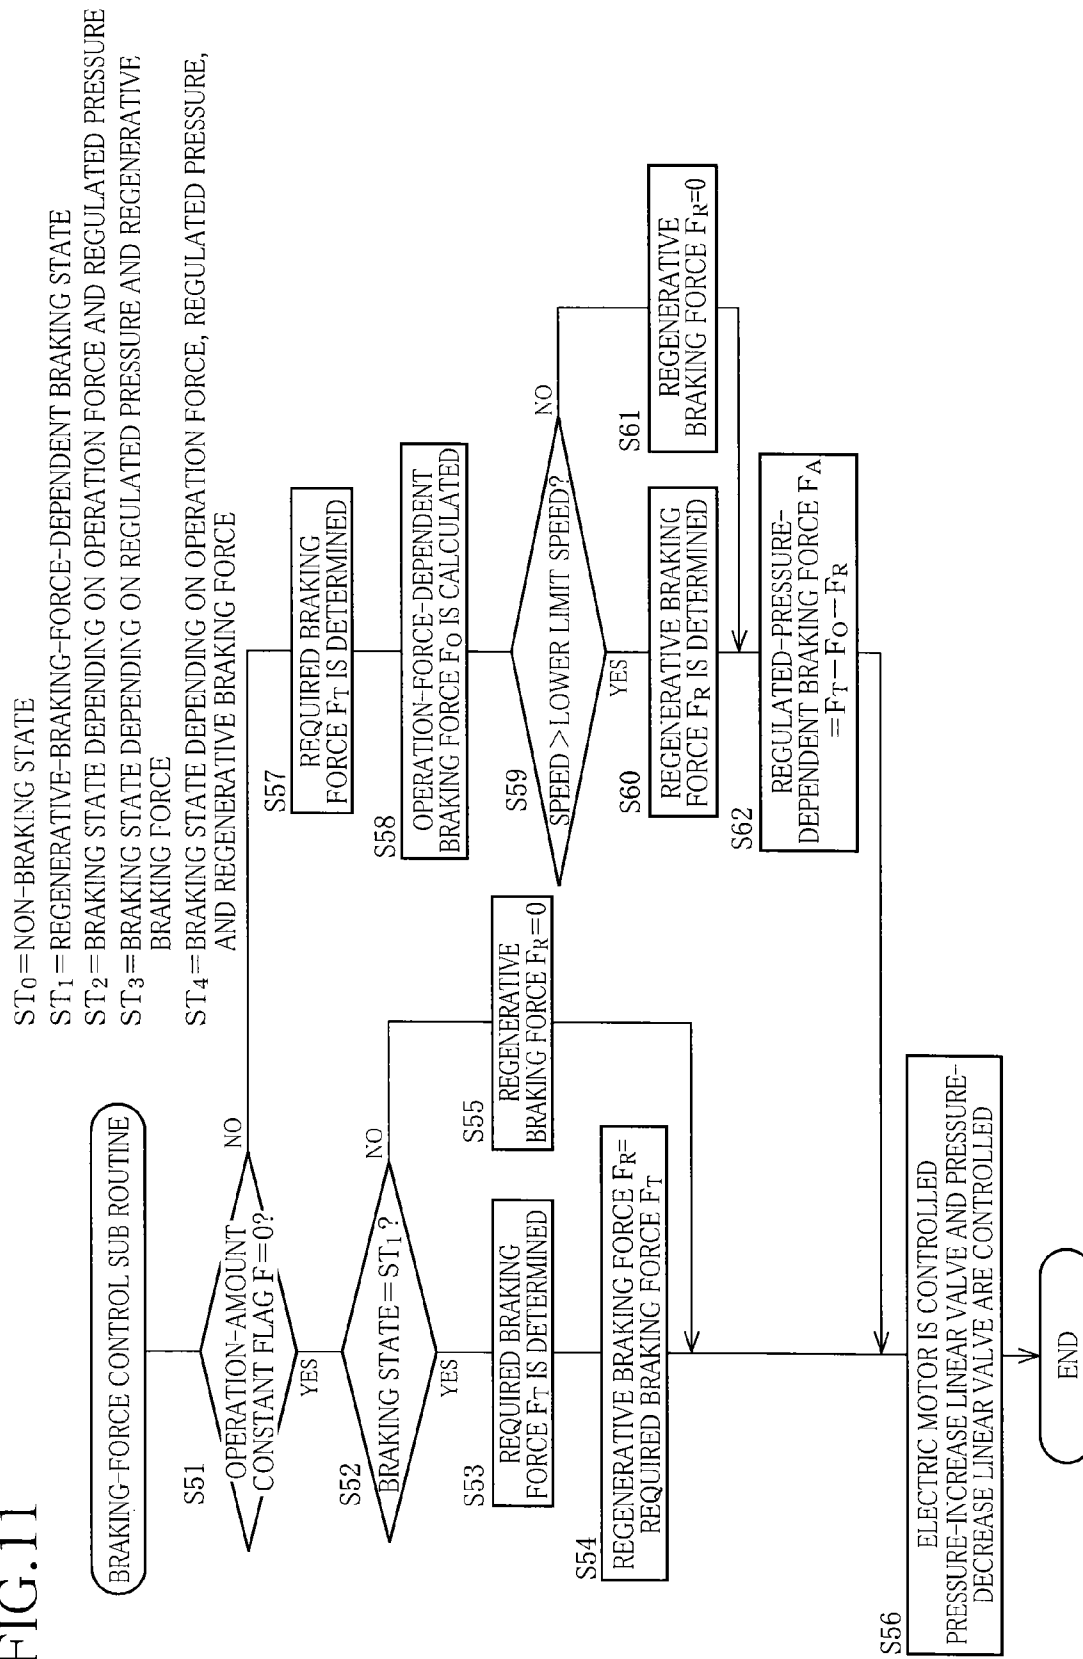 FIG.11
ST0=NON-BRAKING STATE
ST1=REGENERATIVE-BRAKING-FORCE-DEPENDENT BRAKING STATE
ST2=BRAKING STATE DEPENDING ON OPERATION FORCE AND REGULATED PRESSURE
ST3=BRAKING STATE DEPENDING ON REGULATED PRESSURE AND REGENERATIVE
BRAKING FORCE
ST4=BRAKING STATE DEPENDING ON OPERATION FORCE, REGULATED PRESSURE,
AND REGENERATIVE BRAKING FORCE
BRAKING-FORCE CONTROL SUB ROUTINE
S51
OPERATION-AMOUNT
CONSTANT FLAG F=0?
NO
YES
S52
BRAKING STATE=ST1?
NO
YES
S53
REQUIRED BRAKING
FORCE FT IS DETERMINED
S54
REGENERATIVE BRAKING FORCE FR=
REQUIRED BRAKING FORCE FT
S55
REGENERATIVE
BRAKING FORCE FR=0
S57
REQUIRED BRAKING
FORCE FT IS DETERMINED
S58
OPERATION-FORCE-DEPENDENT
BRAKING FORCE FO IS CALCULATED
S59
SPEED>LOWER LIMIT SPEED?
NO
YES
S60
REGENERATIVE BRAKING
FORCE FR IS DETERMINED
S61
REGENERATIVE
BRAKING FORCE FR=0
S62
REGULATED-PRESSURE-
DEPENDENT BRAKING FORCE FA
=FT-FO-FR
S56
ELECTRIC MOTOR IS CONTROLLED
PRESSURE-INCREASE LINEAR VALVE AND PRESSURE-
DECREASE LINEAR VALVE ARE CONTROLLED
END